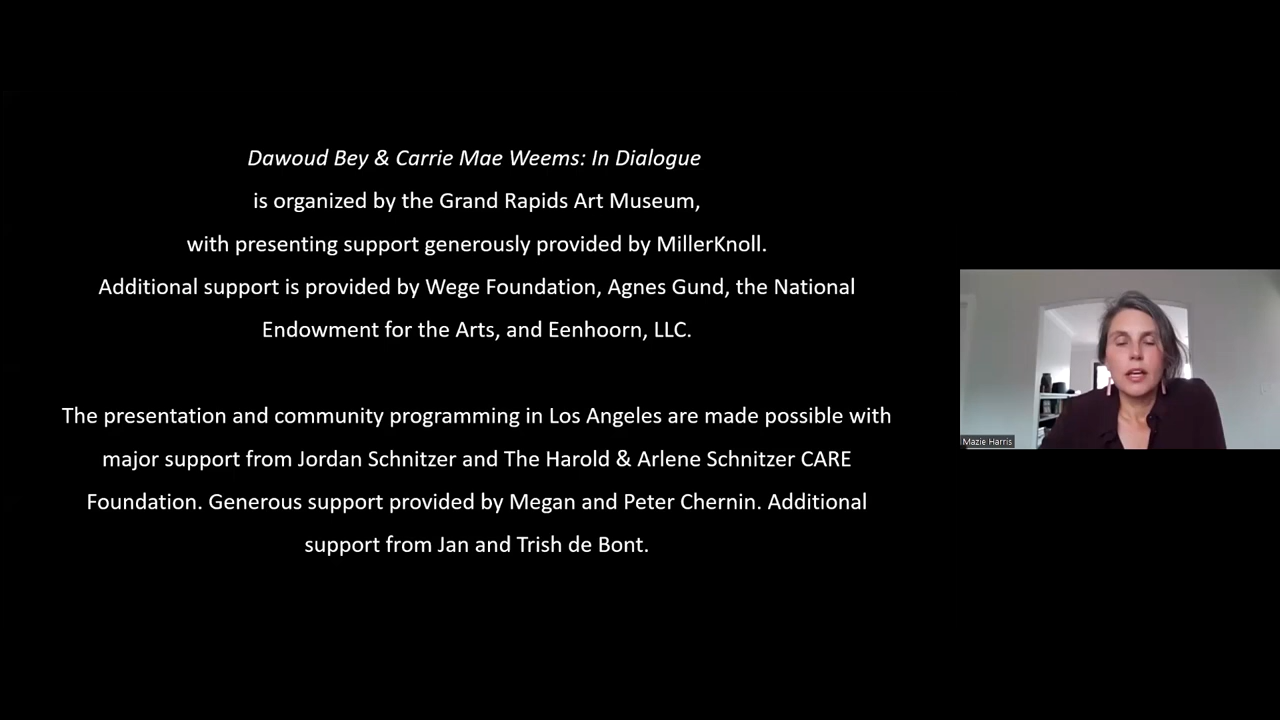 Dawoud Bey & Carrie Mae Weems: In Dialogue
is organized by the Grand Rapids Art Museum,
with presenting support generously provided by MillerKnoll.
Additional support is provided by Wege Foundation, Agnes Gund, the National
Endowment for the Arts, and Eenhoorn, LLC.
The presentation and community programming in Los Angeles are made possible with
major support from Jordan Schnitzer and The Harold & Arlene Schnitzer CARE
Foundation. Generous support provided by Megan and Peter Chernin. Additional
support from Jan and Trish de Bont.
Mazie Harris